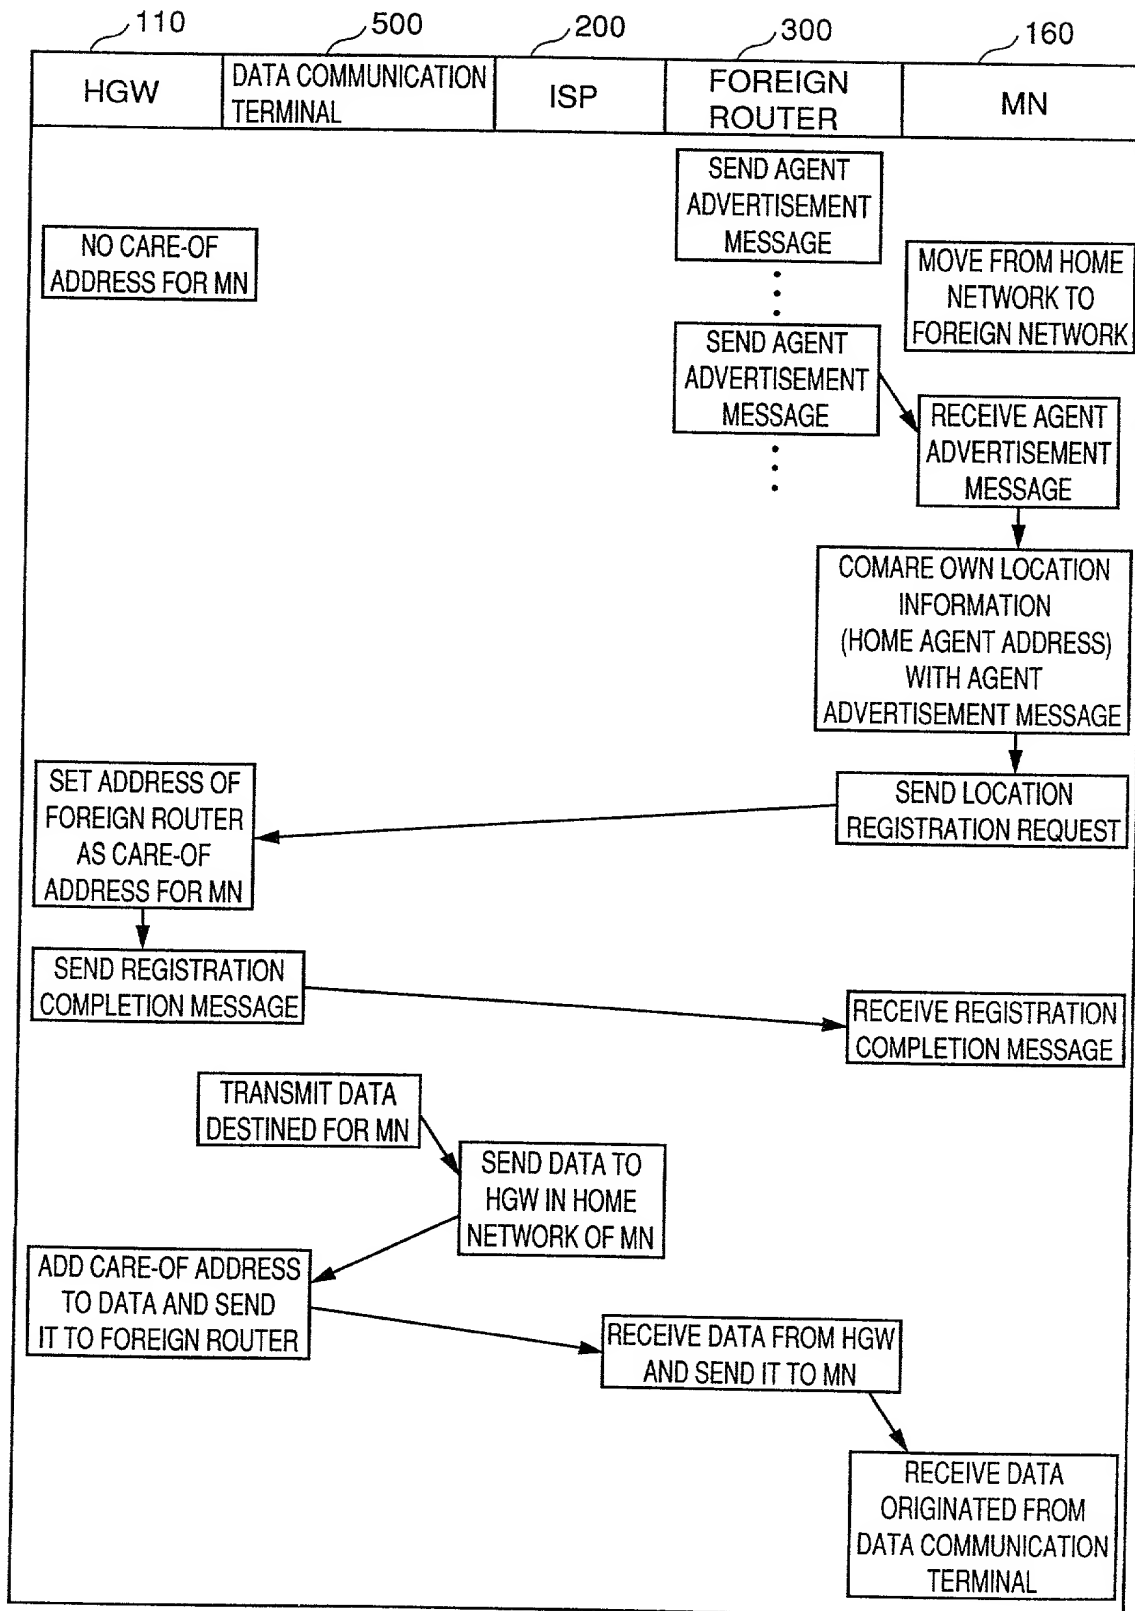 110
500
200
300
160
HGW
DATA COMMUNICATION
TERMINAL
ISP
FOREIGN
ROUTER
MN
SEND AGENT
ADVERTISEMENT
MESSAGE
NO CARE-OF
ADDRESS FOR MN
MOVE FROM HOME
NETWORK TO
FOREIGN NETWORK
SEND AGENT
ADVERTISEMENT
MESSAGE
RECEIVE AGENT
ADVERTISEMENT
MESSAGE
COMARE OWN LOCATION
INFORMATION
(HOME AGENT ADDRESS)
WITH AGENT
ADVERTISEMENT MESSAGE
SET ADDRESS OF
FOREIGN ROUTER
AS CARE-OF
ADDRESS FOR MN
SEND LOCATION
REGISTRATION REQUEST
SEND REGISTRATION
COMPLETION MESSAGE
RECEIVE REGISTRATION
COMPLETION MESSAGE
TRANSMIT DATA
DESTINED FOR MN
SEND DATA TO
HGW IN HOME
NETWORK OF MN
ADD CARE-OF ADDRESS
TO DATA AND SEND
IT TO FOREIGN ROUTER
RECEIVE DATA FROM HGW
AND SEND IT TO MN
RECEIVE DATA
ORIGINATED FROM
DATA COMMUNICATION
TERMINAL